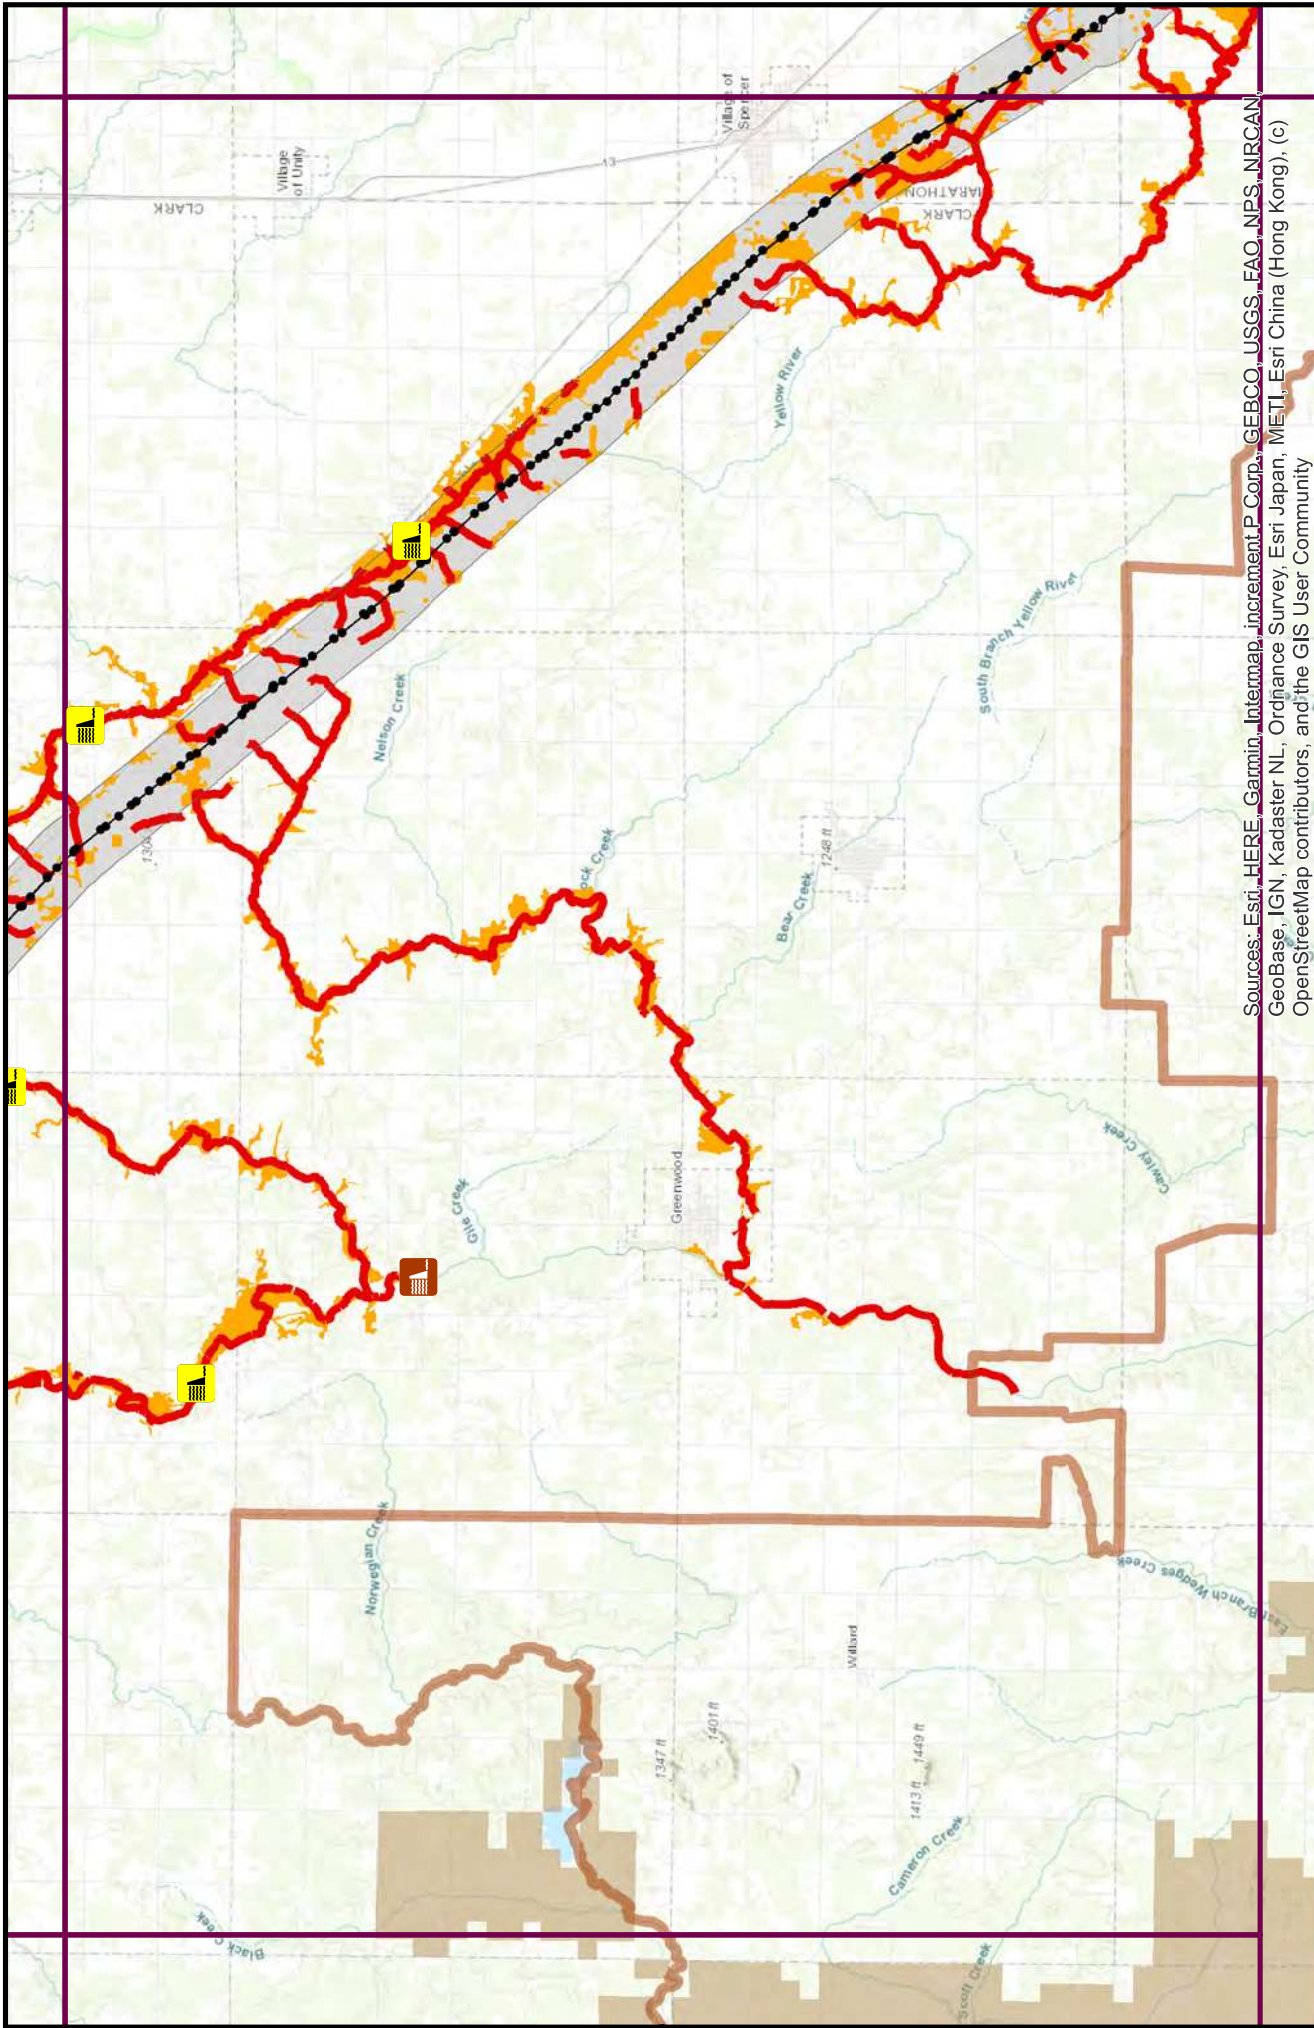 Village of
Spencer
Village
of Unity
13
CLARK
MARATHON
CLARK
Yellow River
South Branch Yellow River
Nelson Creek
ock Creek
1248 ft
Bear Creek
Cawley Creek
Gile Creek
Greenwood
Norwegian Creek
East Branch Wedges Creek
Willard
1401 ft
1347 ft
1449 ft
1413 ft
Cameron Creek
Black Creek
Scott Creek
Sources: Esri, HERE, Garmin, Intermap, increment P Corp., GEBCO, USGS, FAO, NPS, NRCAN,
GeoBase, IGN, Kadaster NL, Ordnance Survey, Esri Japan, METI, Esri China (Hong Kong), (c)
OpenStreetMap contributors, and the GIS User Community